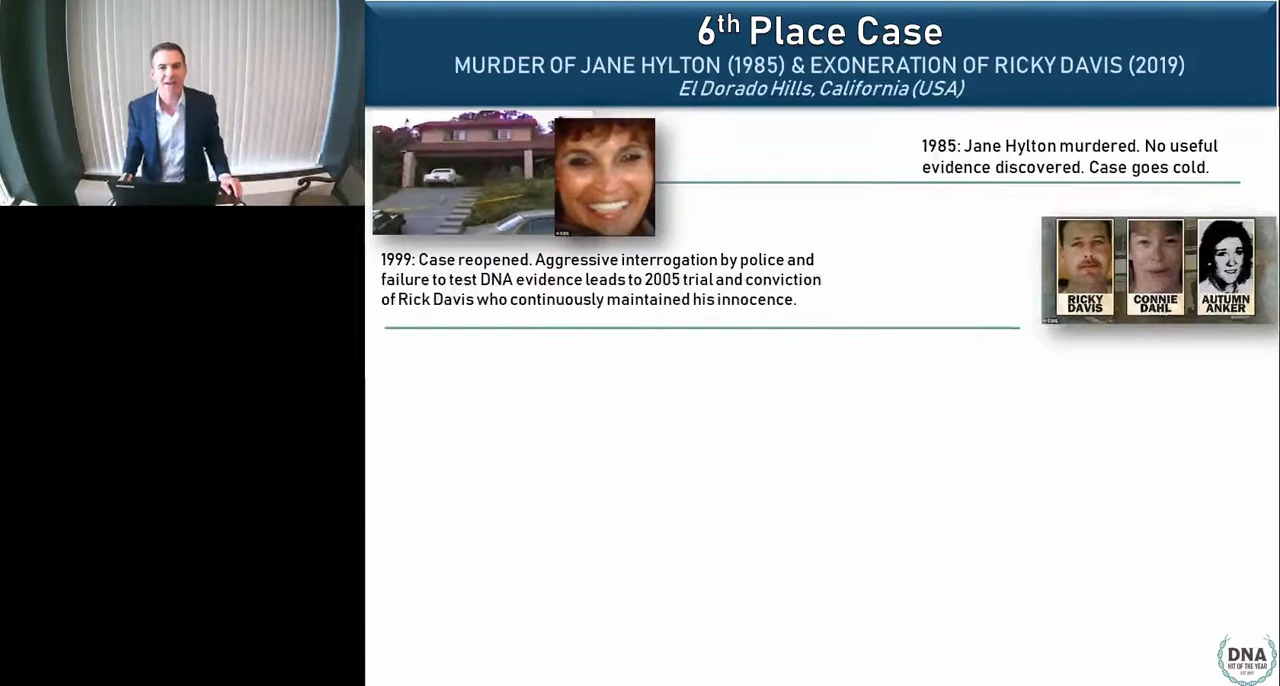 6th Place Case
MURDER OF JANE HYLTON (1985) & EXONERATION OF RICKY DAVIS (2019)
El Dorado Hills, California (USA)
1985: Jane Hylton murdered. No useful
evidence discovered. Case goes cold.
1999: Case reopened. Aggressive interrogation by police and
failure to test DNA evidence leads to 2005 trial and conviction
of Rick Davis who continuously maintained his innocence.
RICKY
DAVIS
CONNIE
DAHL
AUTUMN
ANKER
DNA
HIT OF THE YEAR